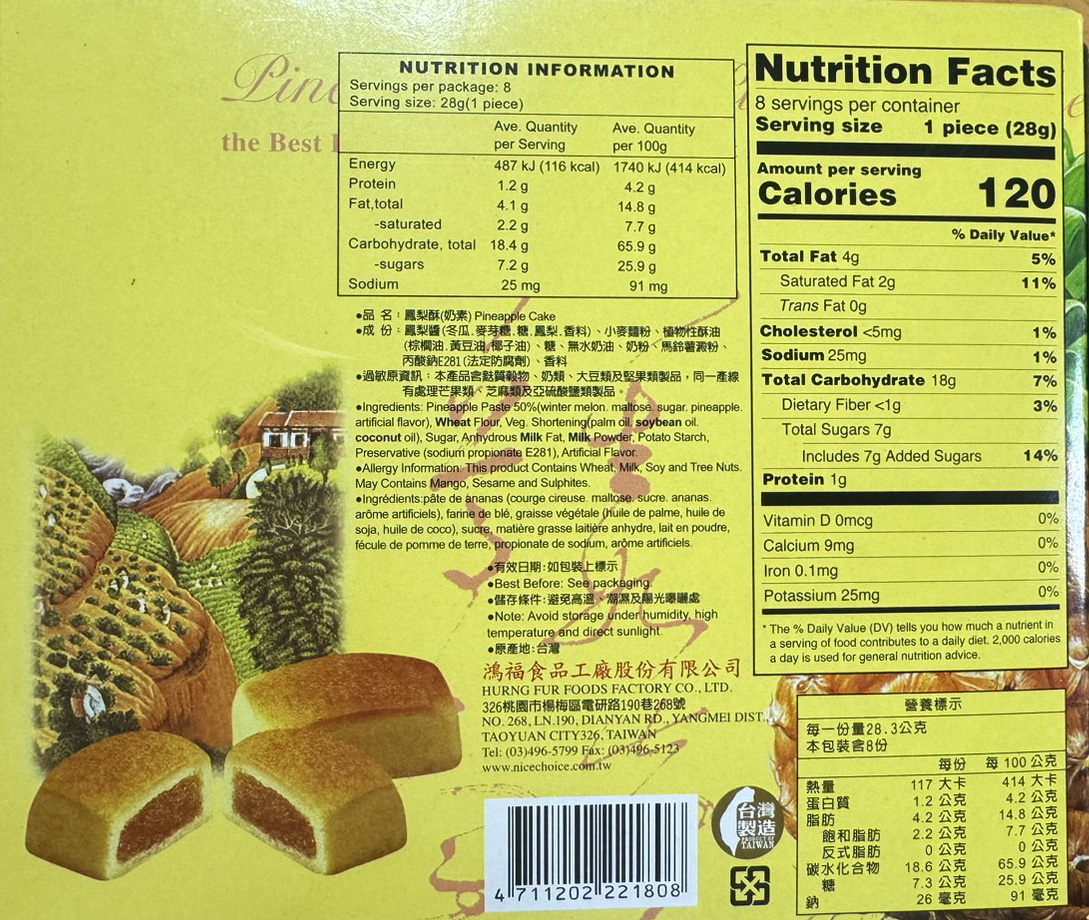 Pine
the Best
NUTRITION INFORMATION
Servings per package: 8
Serving size: 28g(1 piece)
Ave. Quantity per Serving Ave. Quantity per 100g
Energy 487 kJ (116 kcal) 1740 kJ (414 kcal)
Protein 1.2 g 4.2 g
Fat,total 4.1 g 14.8 g
-saturated 2.2 g 7.7 g
Carbohydrate, total 18.4 g 65.9 g
-sugars 7.2 g 25.9 g
Sodium 25 mg 91 mg
●品 名：鳳梨酥(奶素) Pineapple Cake
●成 份：鳳梨醬(冬瓜.麥芽糖.糖.鳳梨.香料)、小麥麵粉、植物性酥油
(棕櫚油.黃豆油.椰子油)、糖、無水奶油、奶粉、馬鈴薯澱粉、
丙酸鈉E281(法定防腐劑)、香料
●過敏原資訊：本產品含麩質穀物、奶類、大豆類及堅果類製品，同一產線
有處理芒果類、芝麻類及亞硫酸鹽類製品。
●Ingredients: Pineapple Paste 50%(winter melon. maltose. sugar. pineapple.
artificial flavor), Wheat Flour, Veg. Shortening(palm oil. soybean oil.
coconut oil), Sugar, Anhydrous Milk Fat, Milk Powder, Potato Starch,
Preservative (sodium propionate E281), Artificial Flavor.
●Allergy Information: This product Contains Wheat, Milk, Soy and Tree Nuts.
May Contains Mango, Sesame and Sulphites.
●Ingrédients:pâte de ananas (courge cireuse. maltose. sucre. ananas.
arôme artificiels), farine de blé, graisse végétale (huile de palme, huile de
soja, huile de coco), sucre, matière grasse laitière anhydre, lait en poudre,
fécule de pomme de terre, propionate de sodium, arôme artificiels.
●有效日期:如包裝上標示
●Best Before: See packaging.
●儲存條件:避免高溫、潮濕及陽光曝曬處
●Note: Avoid storage under humidity, high
temperature and direct sunlight
●原產地:台灣
鴻福食品工廠股份有限公司
HURNG FUR FOODS FACTORY CO., LTD.
326桃園市楊梅區電研路190巷268號
NO. 268, LN.190, DIANYAN RD., YANGMEI DIST.,
TAOYUAN CITY326, TAIWAN
Tel: (03)496-5799 Fax: (03)496-5123
www.nicechoice.com.tw
4 711202 221808
台灣
製造
PRODUCT OF
TAIWAN
Nutrition Facts
8 servings per container
Serving size 1 piece (28g)
Amount per serving
Calories 120
% Daily Value*
Total Fat 4g 5%
Saturated Fat 2g 11%
Trans Fat 0g
Cholesterol <5mg 1%
Sodium 25mg 1%
Total Carbohydrate 18g 7%
Dietary Fiber <1g 3%
Total Sugars 7g
Includes 7g Added Sugars 14%
Protein 1g
Vitamin D 0mcg 0%
Calcium 9mg 0%
Iron 0.1mg 0%
Potassium 25mg 0%
* The % Daily Value (DV) tells you how much a nutrient in
a serving of food contributes to a daily diet. 2,000 calories
a day is used for general nutrition advice.
營養標示
每一份量28.3公克
本包裝含8份
每份 每 100 公克
熱量 117 大卡 414 大卡
蛋白質 1.2 公克 4.2 公克
脂肪 4.2 公克 14.8 公克
飽和脂肪 2.2 公克 7.7 公克
反式脂肪 0 公克 0 公克
碳水化合物 18.6 公克 65.9 公克
糖 7.3 公克 25.9 公克
鈉 26 毫克 91 毫克